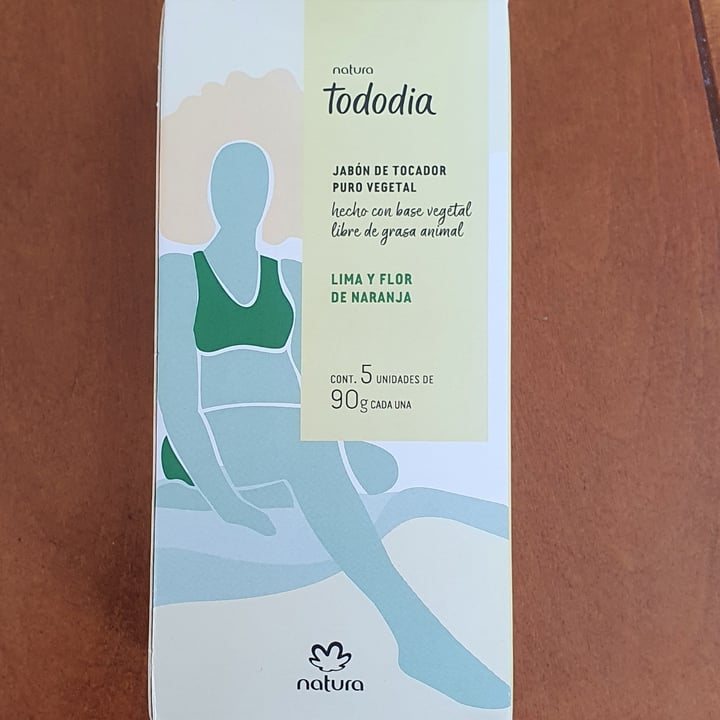 natura
Tododia
JABÓN DE TOCADOR
PURO VEGETAL
hecho con base vegetal
libre de grasa animal
LIMA Y FLOR
DE NARANJA
CONT. 5 UNIDADES DE
90g CADA UNA
natura